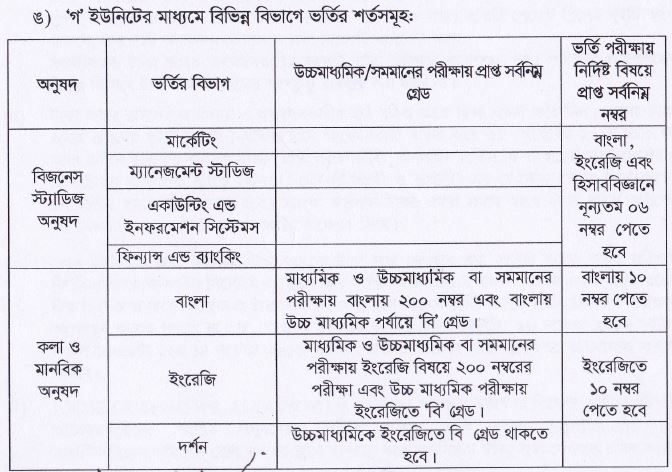 ঙ) 'গ' ইউনিটের মাধ্যমে বিভিন্ন বিভাগে ভর্তির শর্তসমূহঃ
অনুষদ
ভর্তির বিভাগ
উচ্চমাধ্যমিক/সমমানের পরীক্ষায় প্রাপ্ত সর্বনিম্ন
গ্রেড
ভর্তি পরীক্ষায়
নির্দিষ্ট বিষয়ে
প্রাপ্ত সর্বনিম্ন
নম্বর
বিজনেস
স্ট্যাডিজ
অনুষদ
মার্কেটিং
ম্যানেজমেন্ট স্টাডিজ
একাউন্টিং এন্ড
ইনফরমেশন সিস্টেমস
ফিন্যান্স এন্ড ব্যাংকিং
বাংলা,
ইংরেজি এবং
হিসাববিজ্ঞানে
নূন্যতম ০৬
নম্বর পেতে
হবে
কলা ও
মানবিক
অনুষদ
বাংলা
মাধ্যমিক ও উচ্চমাধ্যমিক বা সমমানের
পরীক্ষায় বাংলায় ২০০ নম্বর এবং বাংলায়
উচ্চ মাধ্যমিক পর্যায়ে 'বি' গ্রেড।
বাংলায় ১০
নম্বর পেতে
হবে
ইংরেজি
মাধ্যমিক ও উচ্চমাধ্যমিক বা সমমানের
পরীক্ষায় ইংরেজি বিষয়ে ২০০ নম্বরের
পরীক্ষা এবং উচ্চ মাধ্যমিক পরীক্ষায়
ইংরেজিতে 'বি' গ্রেড।
ইংরেজিতে
১০ নম্বর
পেতে হবে
দর্শন
উচ্চমাধ্যমিকে ইংরেজিতে বি গ্রেড থাকতে
হবে।